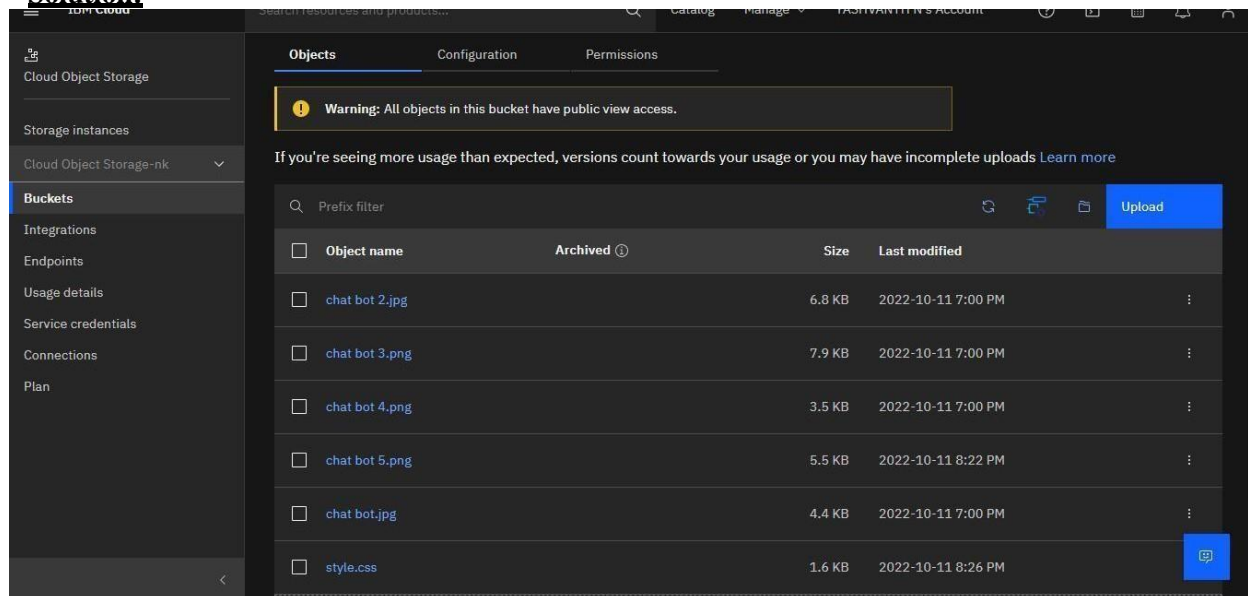 IBM Cloud
Search resources and products...
Catalog
Manage
Account
Cloud Object Storage
Storage instances
Cloud Object Storage-nk
Buckets
Integrations
Endpoints
Usage details
Service credentials
Connections
Plan
Objects Configuration Permissions
Warning: All objects in this bucket have public view access.
If you're seeing more usage than expected, versions count towards your usage or you may have incomplete uploads Learn more
Prefix filter Upload
Object name Archived Size Last modified
chat bot 2.jpg 6.8 KB 2022-10-11 7:00 PM
chat bot 3.png 7.9 KB 2022-10-11 7:00 PM
chat bot 4.png 3.5 KB 2022-10-11 7:00 PM
chat bot 5.png 5.5 KB 2022-10-11 8:22 PM
chat bot.jpg 4.4 KB 2022-10-11 7:00 PM
style.css 1.6 KB 2022-10-11 8:26 PM